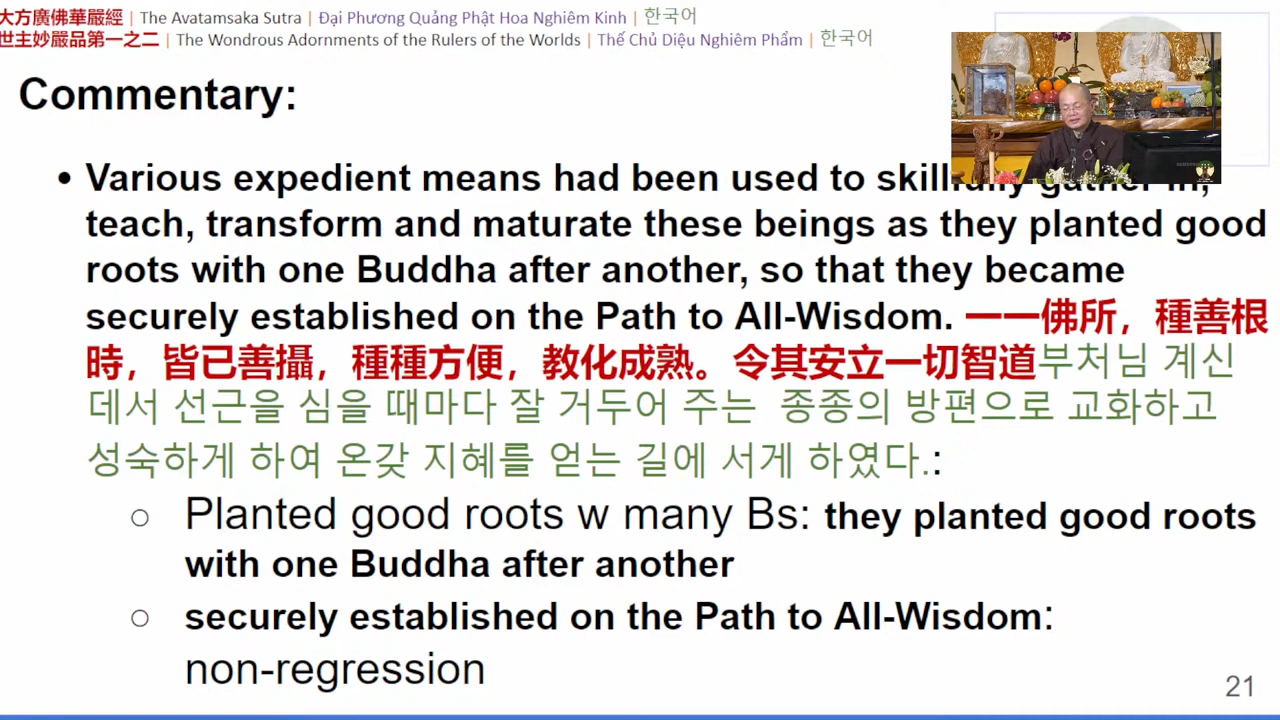 大方廣佛華嚴經 | The Avatamsaka Sutra | Đại Phương Quảng Phật Hoa Nghiêm Kinh | 한국어
世主妙嚴品第一之二 | The Wondrous Adornments of the Rulers of the Worlds | Thế Chủ Diệu Nghiêm Phẩm | 한국어
Commentary:
• Various expedient means had been used to skillfully gather in,
teach, transform and maturate these beings as they planted good
roots with one Buddha after another, so that they became
securely established on the Path to All-Wisdom. 一一佛所，種善根
時，皆已善攝，種種方便，教化成熟。令其安立一切智道부처님 계신
데서 선근을 심을 때마다 잘 거두어 주는 종종의 방편으로 교화하고
성숙하게 하여 온갖 지혜를 얻는 길에 서게 하였다.:
○ Planted good roots w many Bs: they planted good roots
with one Buddha after another
○ securely established on the Path to All-Wisdom:
non-regression
21